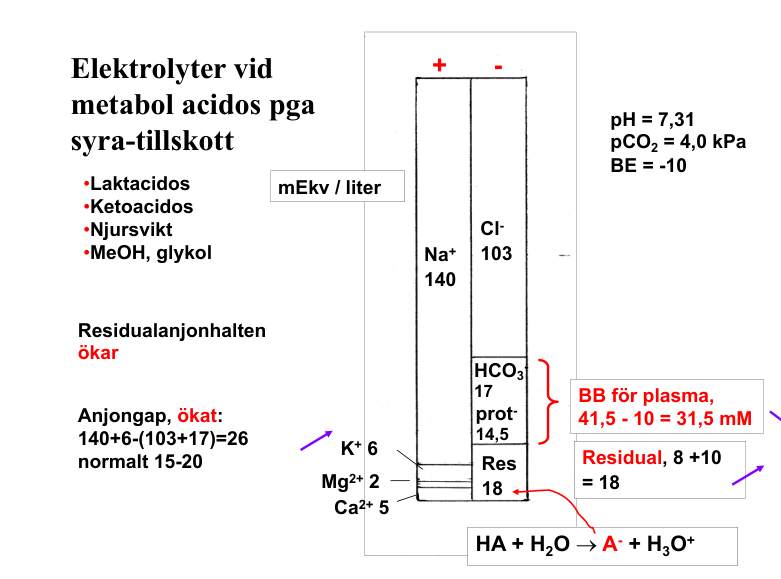 Elektrolyter vid
metabol acidos pga
syra-tillskott
•Laktacidos
•Ketoacidos
•Njursvikt
•MeOH, glykol
Residualanjonhalten
ökar
Anjongap, ökat:
140+6-(103+17)=26
normalt 15-20
mEkv / liter
+ -
Na⁺
140
Cl⁻
103
HCO₃⁻
17
prot⁻
14,5
Res
18
K⁺ 6
Mg²⁺ 2
Ca²⁺ 5
pH = 7,31
pCO₂ = 4,0 kPa
BE = -10
BB för plasma,
41,5 - 10 = 31,5 mM
Residual, 8 +10
= 18
HA + H₂O → A⁻ + H₃O⁺